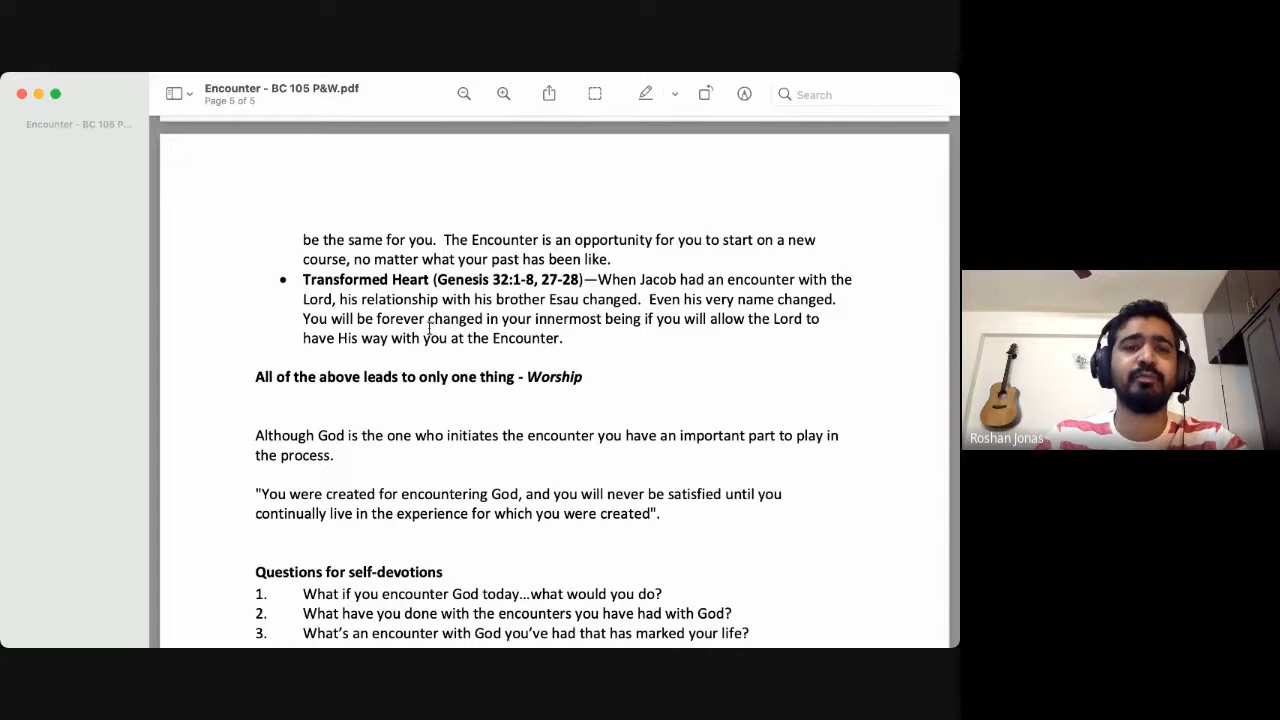 Encounter - BC 105 P&W.pdf
Page 5 of 5
Search
Encounter - BC 105 P...
be the same for you.  The Encounter is an opportunity for you to start on a new
course, no matter what your past has been like.
• Transformed Heart (Genesis 32:1-8, 27-28)—When Jacob had an encounter with the
Lord, his relationship with his brother Esau changed.  Even his very name changed.
You will be forever changed in your innermost being if you will allow the Lord to
have His way with you at the Encounter.
All of the above leads to only one thing - Worship
Although God is the one who initiates the encounter you have an important part to play in
the process.
"You were created for encountering God, and you will never be satisfied until you
continually live in the experience for which you were created".
Questions for self-devotions
1. What if you encounter God today...what would you do?
2. What have you done with the encounters you have had with God?
3. What's an encounter with God you've had that has marked your life?
Roshan Jonas